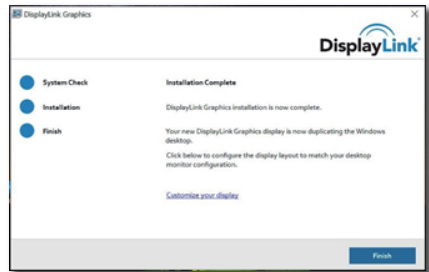 DisplayLink Graphics
DisplayLink
System Check
Installation Complete
Installation
DisplayLink Graphics installation is now complete.
Finish
Your new DisplayLink Graphics display is now duplicating the Windows
desktop.
Click below to configure the display layout to match your desktop
monitor configuration.
Customize your display
Finish